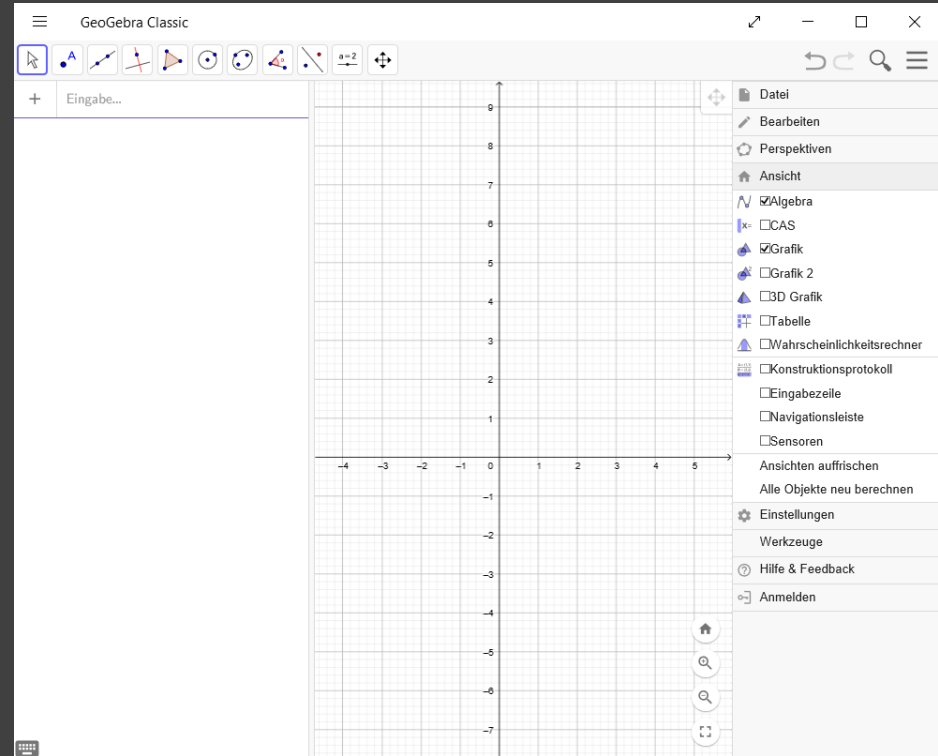 GeoGebra Classic
A
a=2
Eingabe...
Datei
Bearbeiten
Perspektiven
Ansicht
Algebra
x=
CAS
Grafik
2
Grafik 2
3D Grafik
Tabelle
Wahrscheinlichkeitsrechner
Konstruktionsprotokoll
Eingabezeile
Navigationsleiste
Sensoren
Ansichten auffrischen
Alle Objekte neu berechnen
Einstellungen
Werkzeuge
Hilfe & Feedback
Anmelden
9
8
7
6
5
4
3
2
1
–4 –3 –2 –1 0 1 2 3 4 5
–1
–2
–3
–4
–5
–6
–7